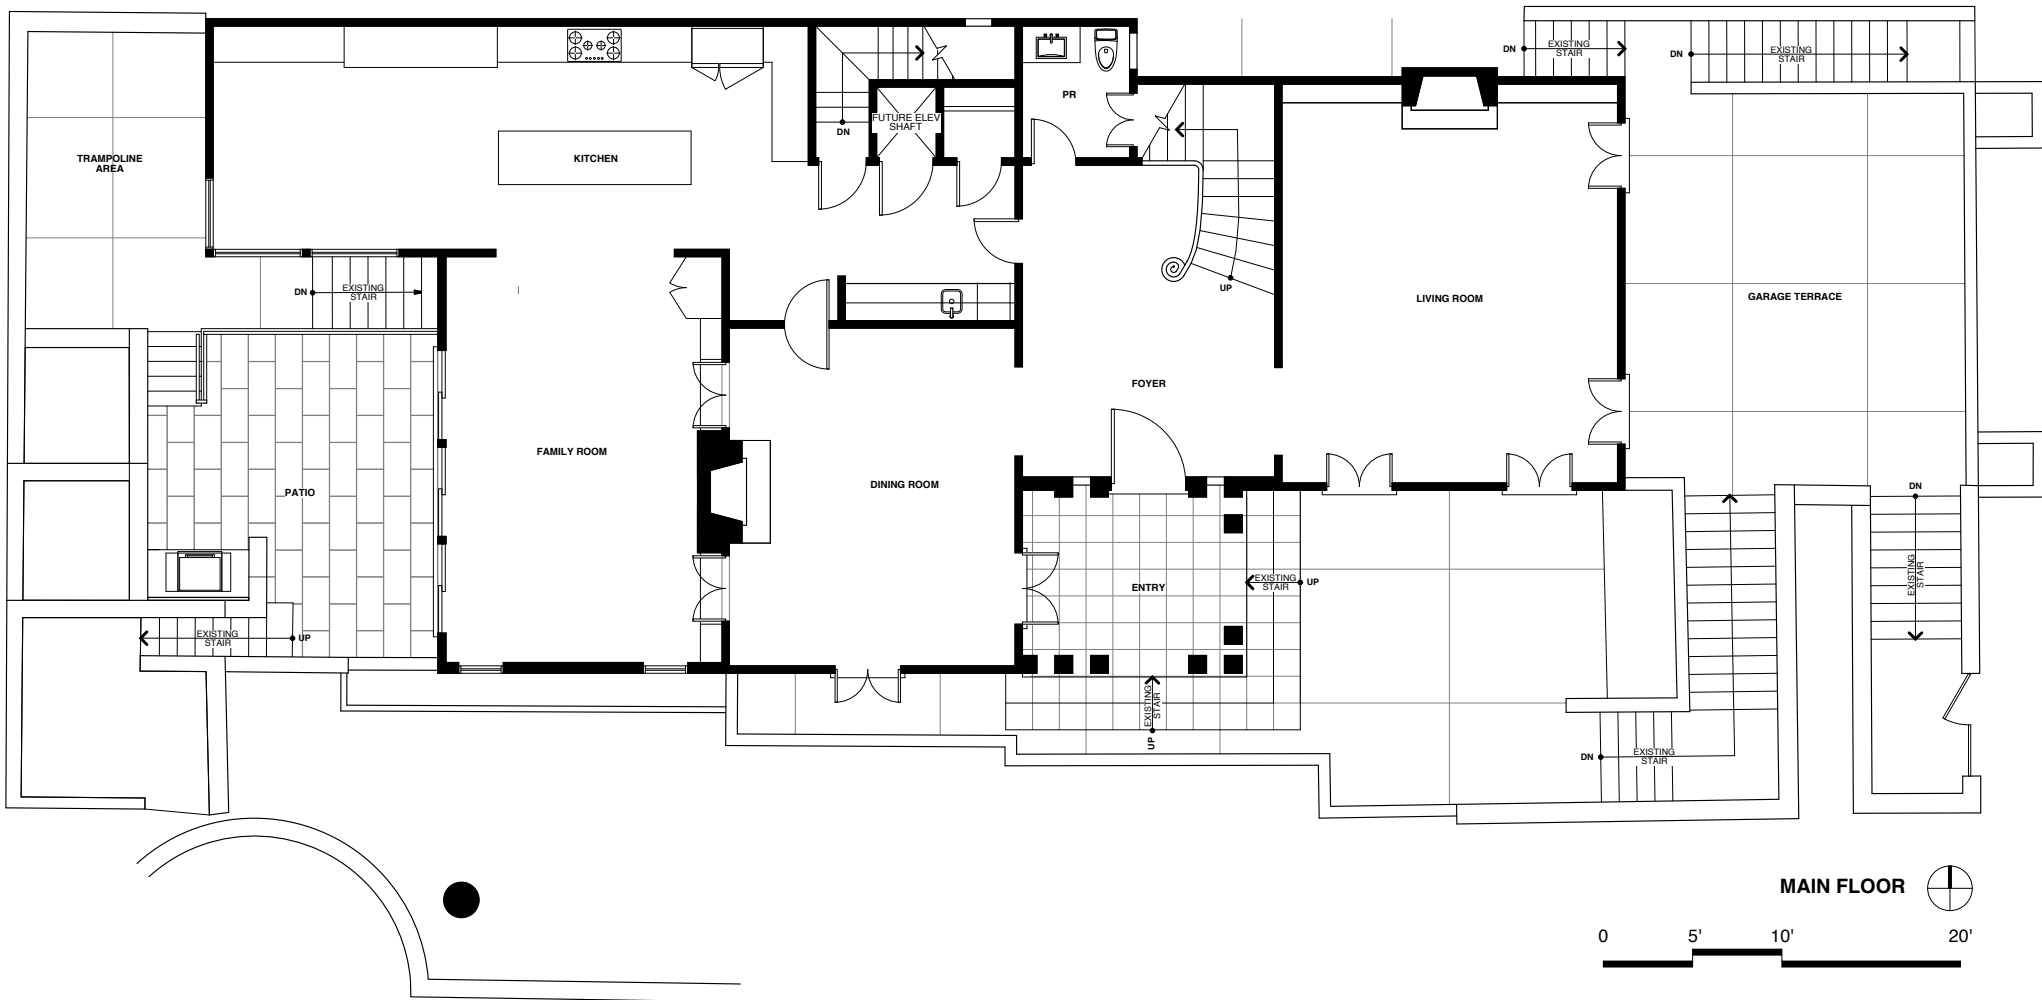 DN
EXISTING
STAIR
DN
EXISTING
STAIR
PR
FUTURE ELEV
SHAFT
DN
TRAMPOLINE
AREA
KITCHEN
DN
EXISTING
STAIR
UP
LIVING ROOM
GARAGE TERRACE
FOYER
FAMILY ROOM
DINING ROOM
PATIO
DN
EXISTING
STAIR
ENTRY
EXISTING
STAIR
UP
EXISTING
STAIR
UP
EXISTING
STAIR
UP
DN
EXISTING
STAIR
MAIN FLOOR
0 5' 10' 20'